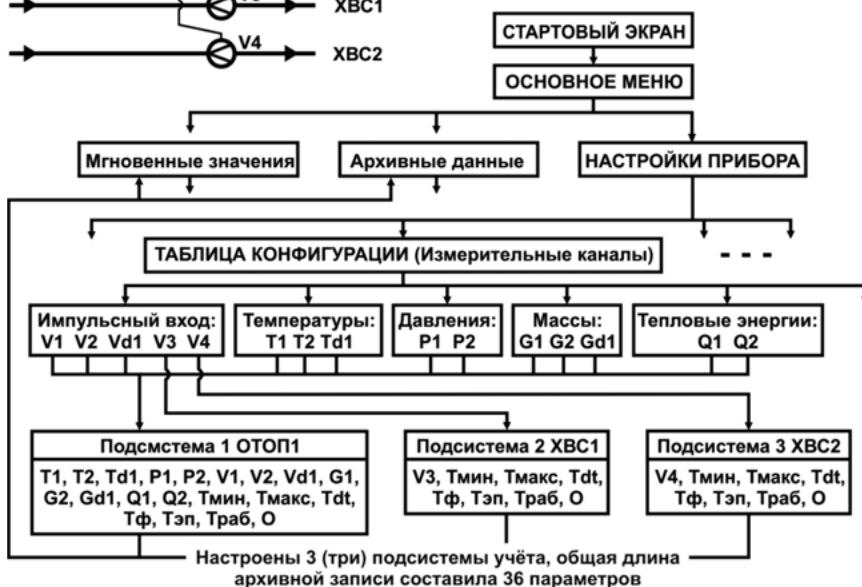 ХВС1
V4
ХВС2
СТАРТОВЫЙ ЭКРАН
ОСНОВНОЕ МЕНЮ
Мгновенные значения
Архивные данные
НАСТРОЙКИ ПРИБОРА
ТАБЛИЦА КОНФИГУРАЦИИ (Измерительные каналы)
- - -
Импульсный вход:
V1 V2 Vd1 V3 V4
Температуры:
T1 T2 Td1
Давления:
P1 P2
Массы:
G1 G2 Gd1
Тепловые энергии:
Q1 Q2
Подсмстема 1 ОТОП1
T1, T2, Td1, P1, P2, V1, V2, Vd1, G1,
G2, Gd1, Q1, Q2, Тмин, Тмакс, Tdt,
Тф, Тэп, Траб, О
Подсистема 2 ХВС1
V3, Тмин, Тмакс, Tdt,
Тф, Тэп, Траб, О
Подсистема 3 ХВС2
V4, Тмин, Тмакс, Tdt,
Тф, Тэп, Траб, О
Настроены 3 (три) подсистемы учёта, общая длина
архивной записи составила 36 параметров